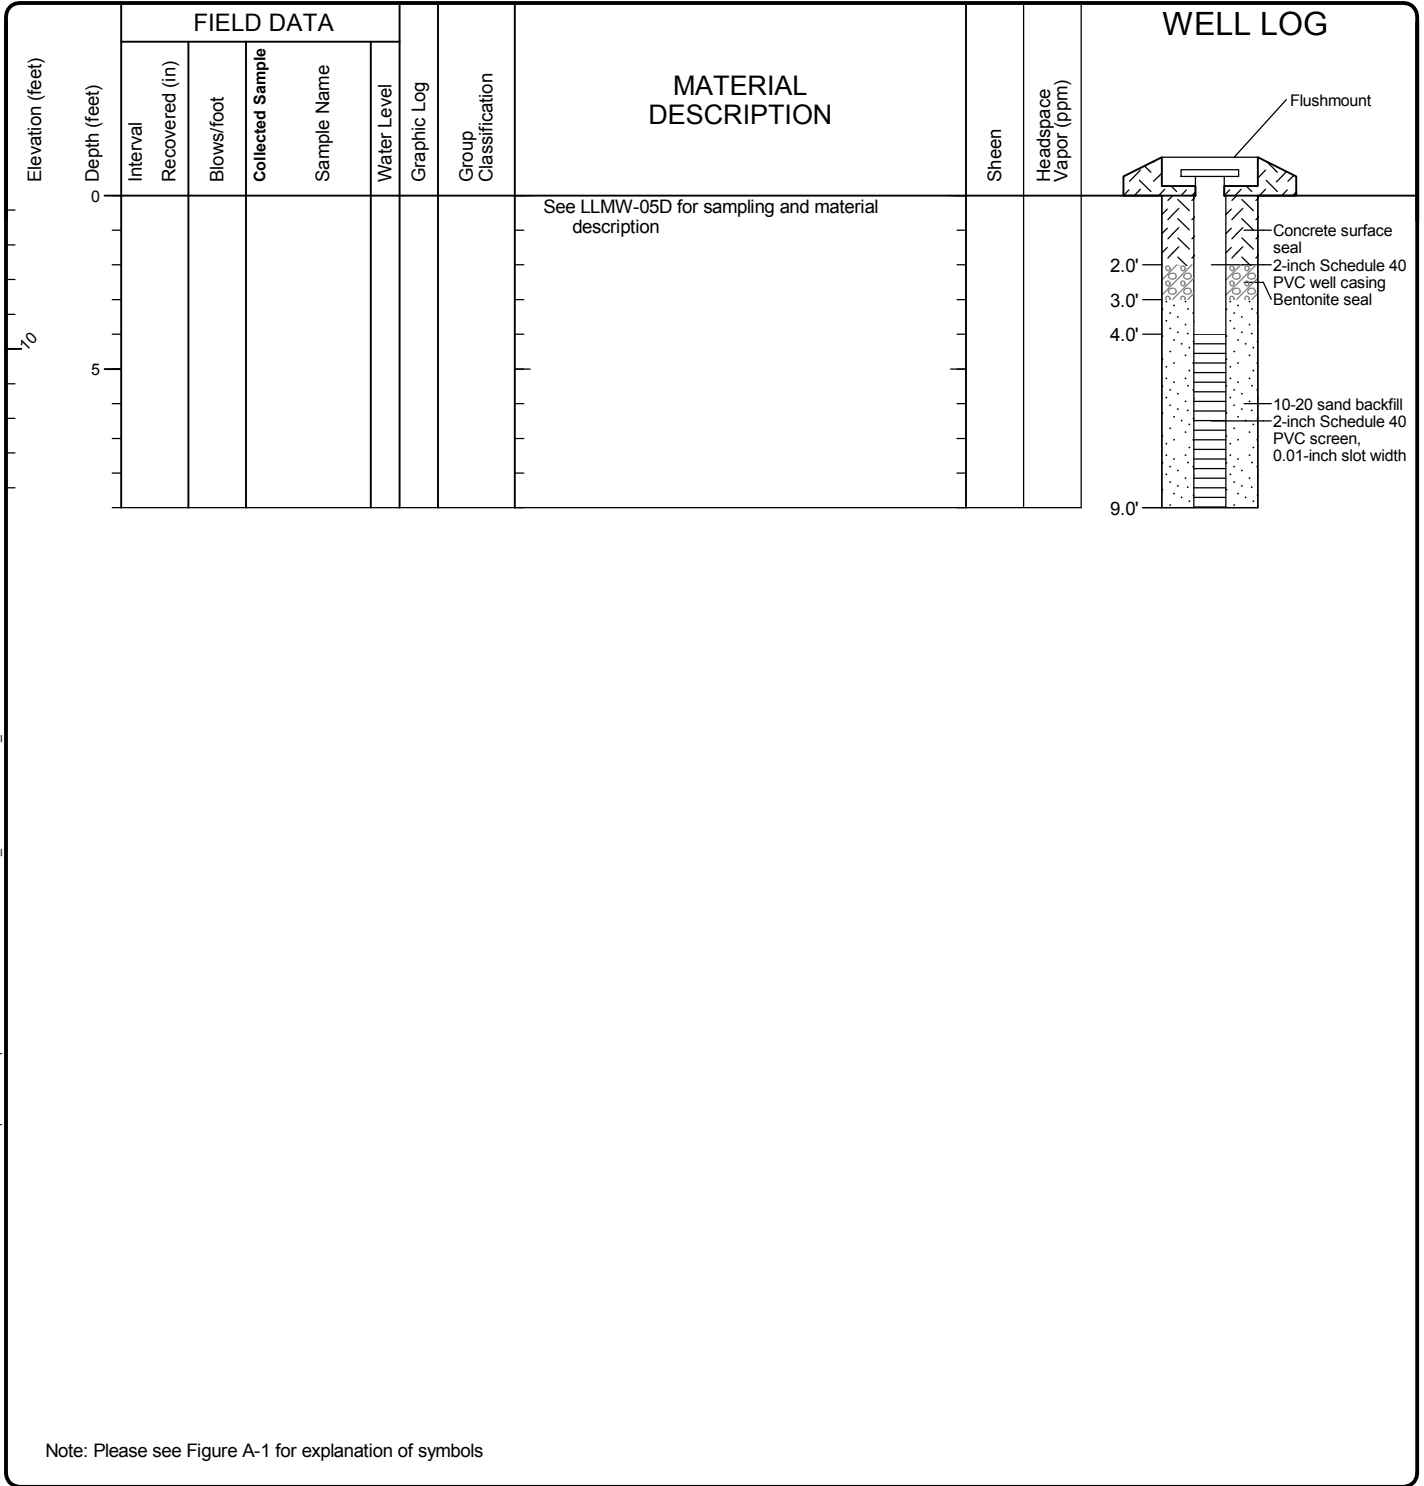 FIELD DATA
WELL LOG
Elevation (feet)
Depth (feet)
Interval
Recovered (in)
Blows/foot
Collected Sample
Sample Name
Water Level
Graphic Log
Group
Classification
MATERIAL
DESCRIPTION
Sheen
Headspace
Vapor (ppm)
Flushmount
0
See LLMW-05D for sampling and material
description
Concrete surface
seal
2.0'
2-inch Schedule 40
PVC well casing
3.0'
Bentonite seal
10
4.0'
5
10-20 sand backfill
2-inch Schedule 40
PVC screen,
0.01-inch slot width
9.0'
Note: Please see Figure A-1 for explanation of symbols